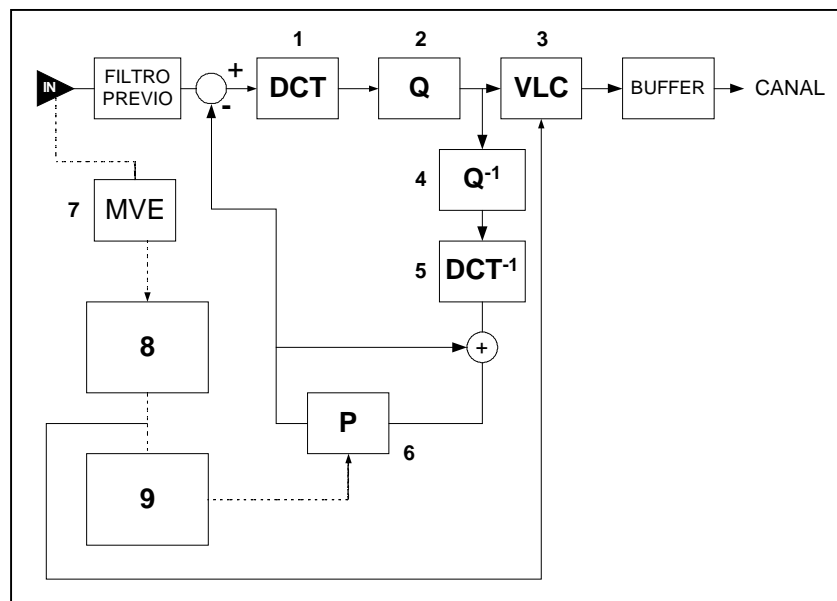 1
2
3
IN
FILTRO
PREVIO
+
-
DCT
Q
VLC
BUFFER
CANAL
4
Q-1
7
MVE
5
DCT-1
8
+
P
6
9